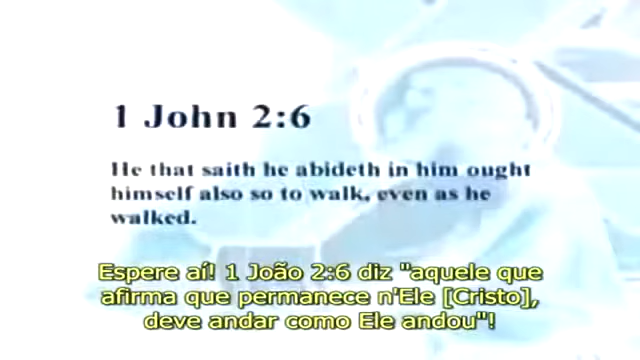 1 John 2:6
He that saith he abideth in him ought
himself also so to walk, even as he
walked.
Espere aí! 1 João 2:6 diz "aquele que
afirma que permanece n'Ele [Cristo],
deve andar como Ele andou"!